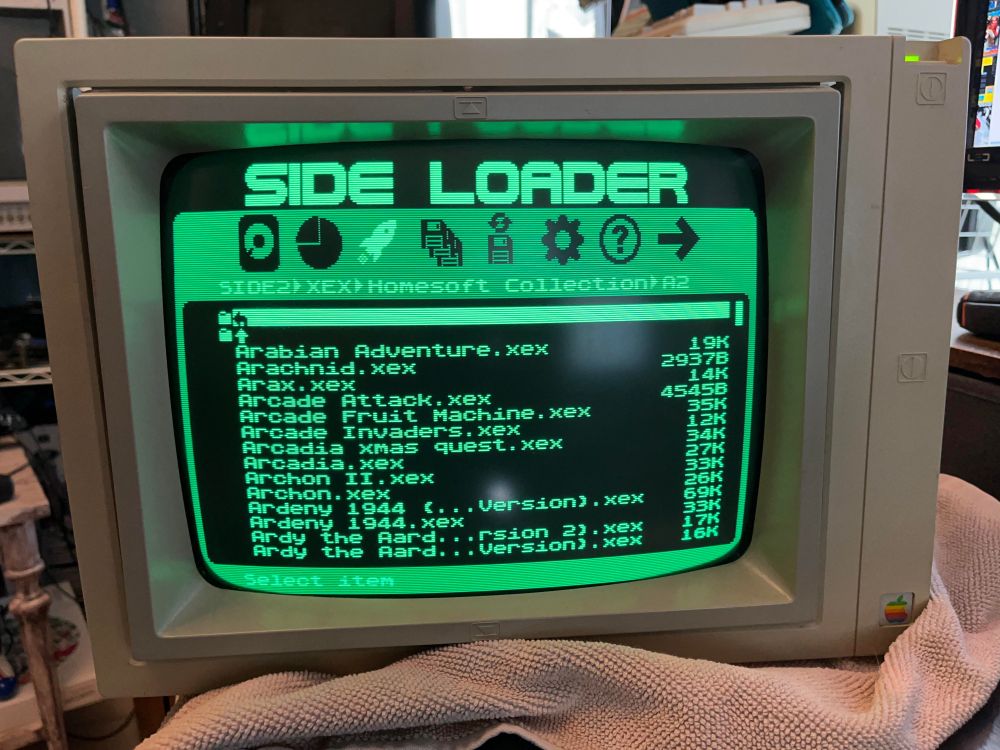 SIDE LOADER
SIDE2▸XEX▸Homesoft Collection▸A2
Arabian Adventure.xex 19K
Arachnid.xex 2937B
Arax.xex 14K
Arcade Attack.xex 4545B
Arcade Fruit Machine.xex 35K
Arcade Invaders.xex 12K
Arcadia xmas quest.xex 34K
Arcadia.xex 27K
Archon II.xex 33K
Archon.xex 26K
Ardeny 1944 (...Version).xex 69K
Ardeny 1944.xex 33K
Ardy the Aard...rsion 2).xex 17K
Ardy the Aard...Version).xex 16K
Select item